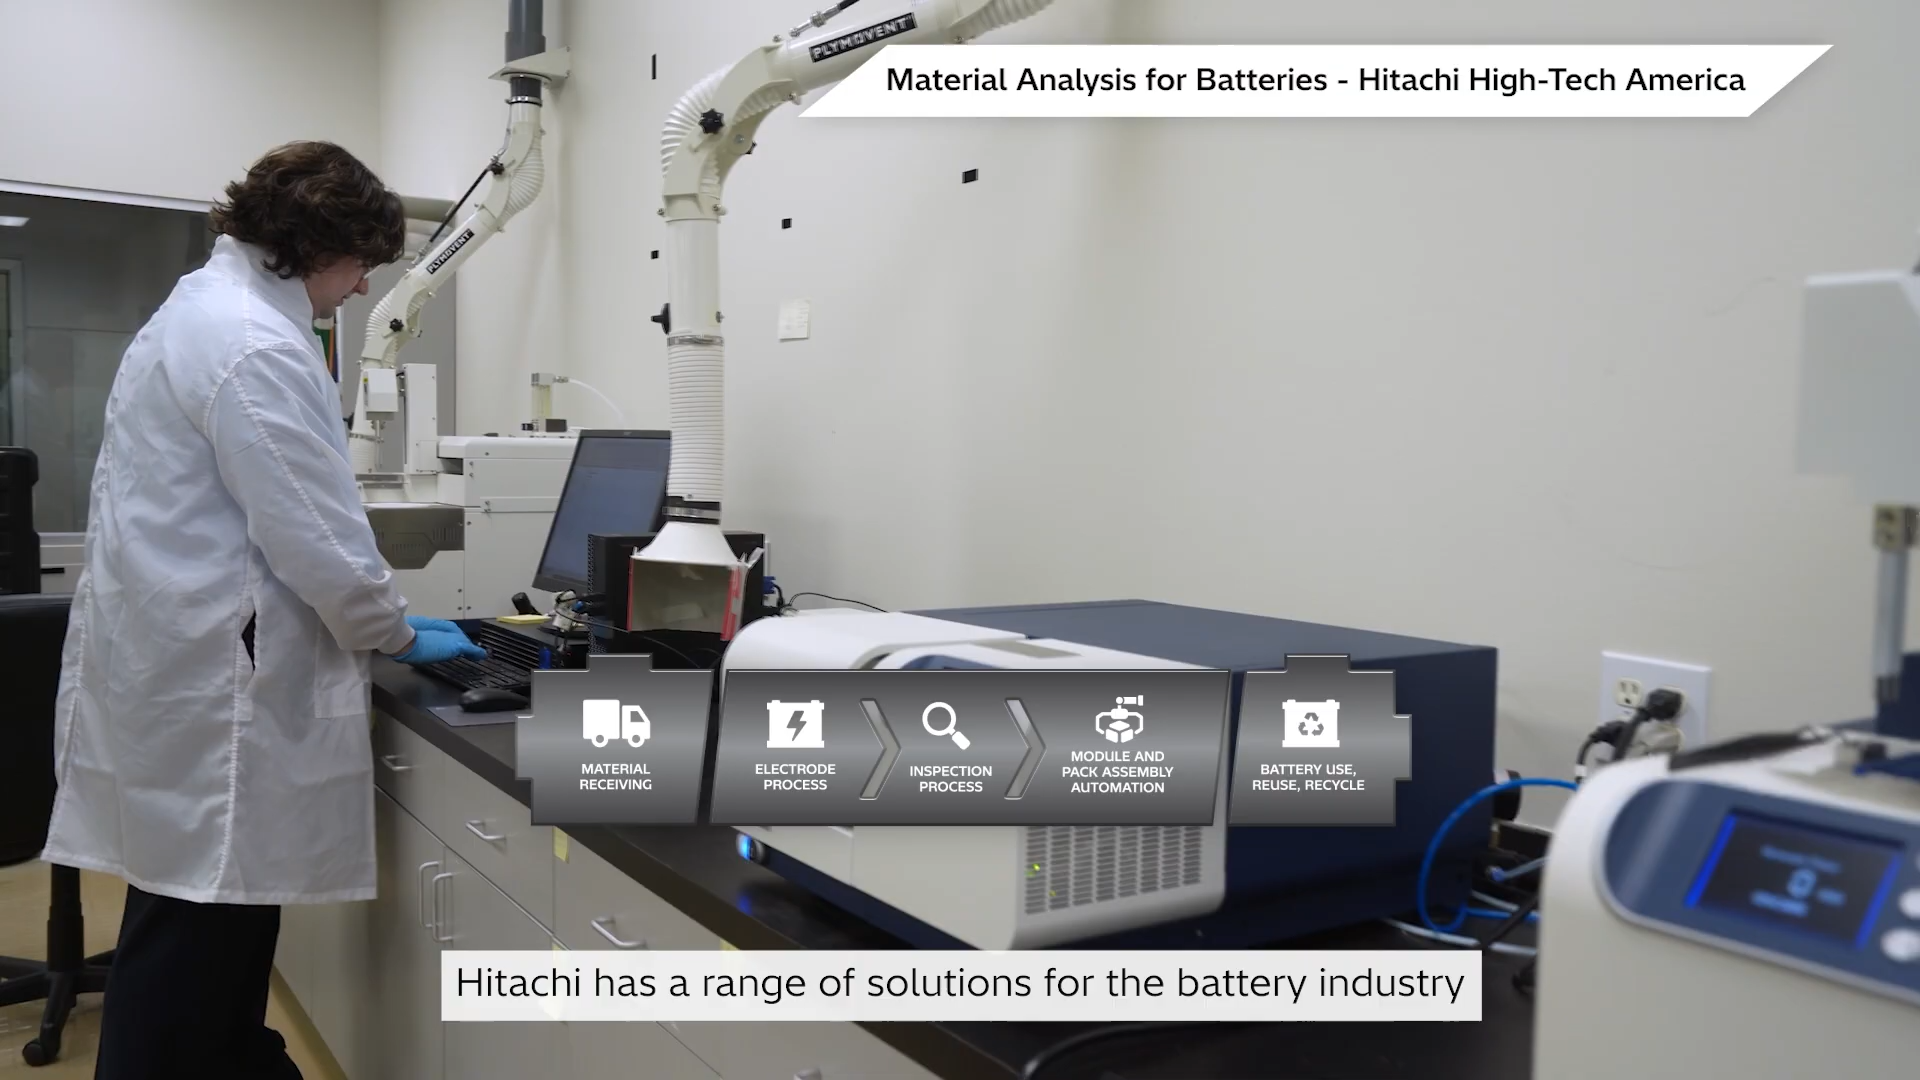 PLYMOVENT
Material Analysis for Batteries - Hitachi High-Tech America
PLYMOVENT
MATERIAL
RECEIVING
ELECTRODE
PROCESS
INSPECTION
PROCESS
MODULE AND
PACK ASSEMBLY
AUTOMATION
BATTERY USE,
REUSE, RECYCLE
Hitachi has a range of solutions for the battery industry